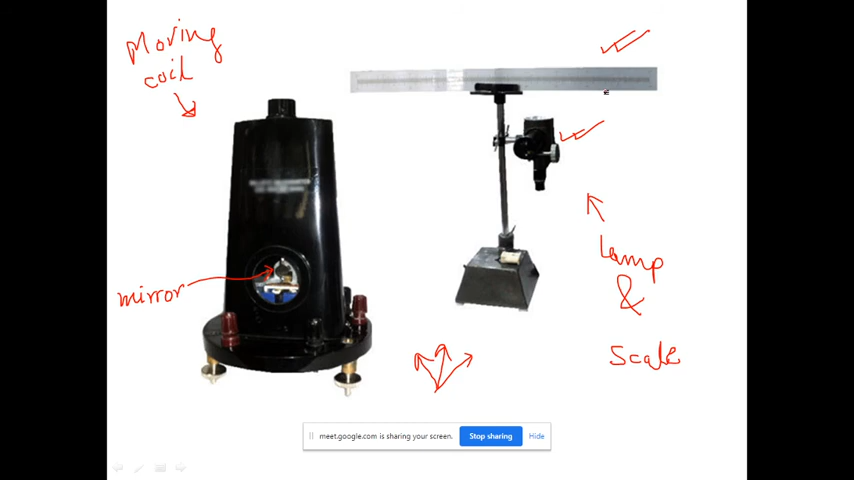 Moving
coil
mirror
Lamp
&
Scale
meet.google.com is sharing your screen.
Stop sharing
Hide